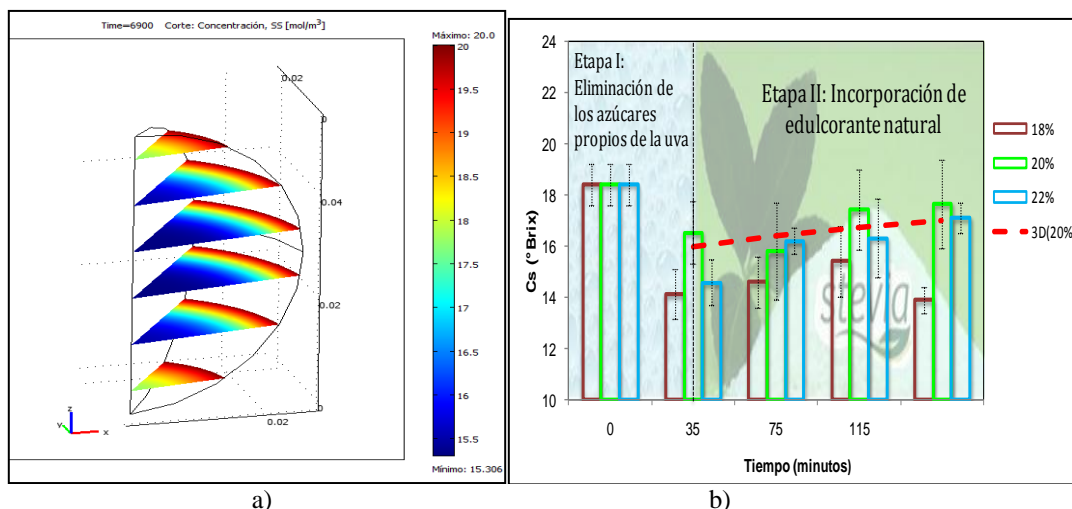 Time=6900 Corte: Concentración, SS [mol/m³]
Máximo: 20.0
20
19.5
19
18.5
18
17.5
17
16.5
16
15.5
Mínimo: 15.306
0.02
0
0.04
0.02
0
0.02
z
y
x
a)
24
22
20
18
16
14
12
10
Cs (°Brix)
Etapa I:
Eliminación de
los azúcares
propios de la uva
Etapa II: Incorporación de
edulcorante natural
stevia
0
35
75
115
Tiempo (minutos)
18%
20%
22%
3D(20%
b)